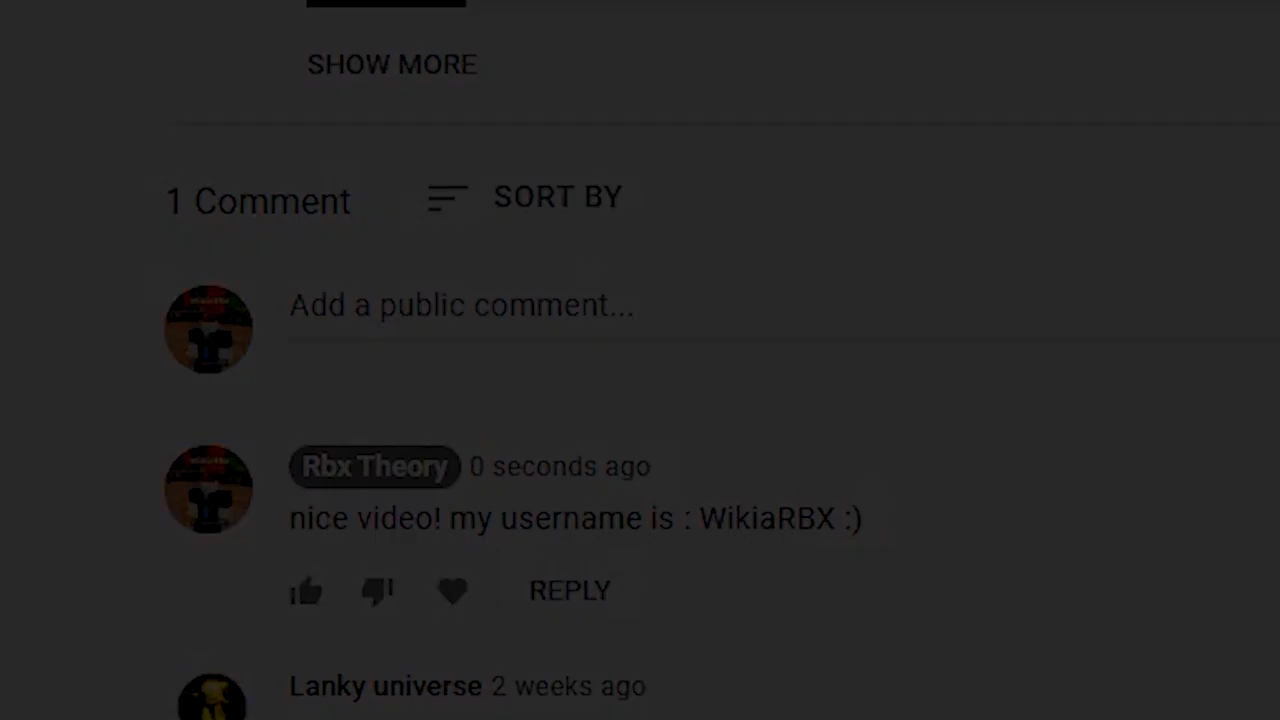 SHOW MORE
1 Comment
SORT BY
Add a public comment...
Rbx Theory 0 seconds ago
nice video! my username is : WikiaRBX :)
REPLY
Lanky universe 2 weeks ago